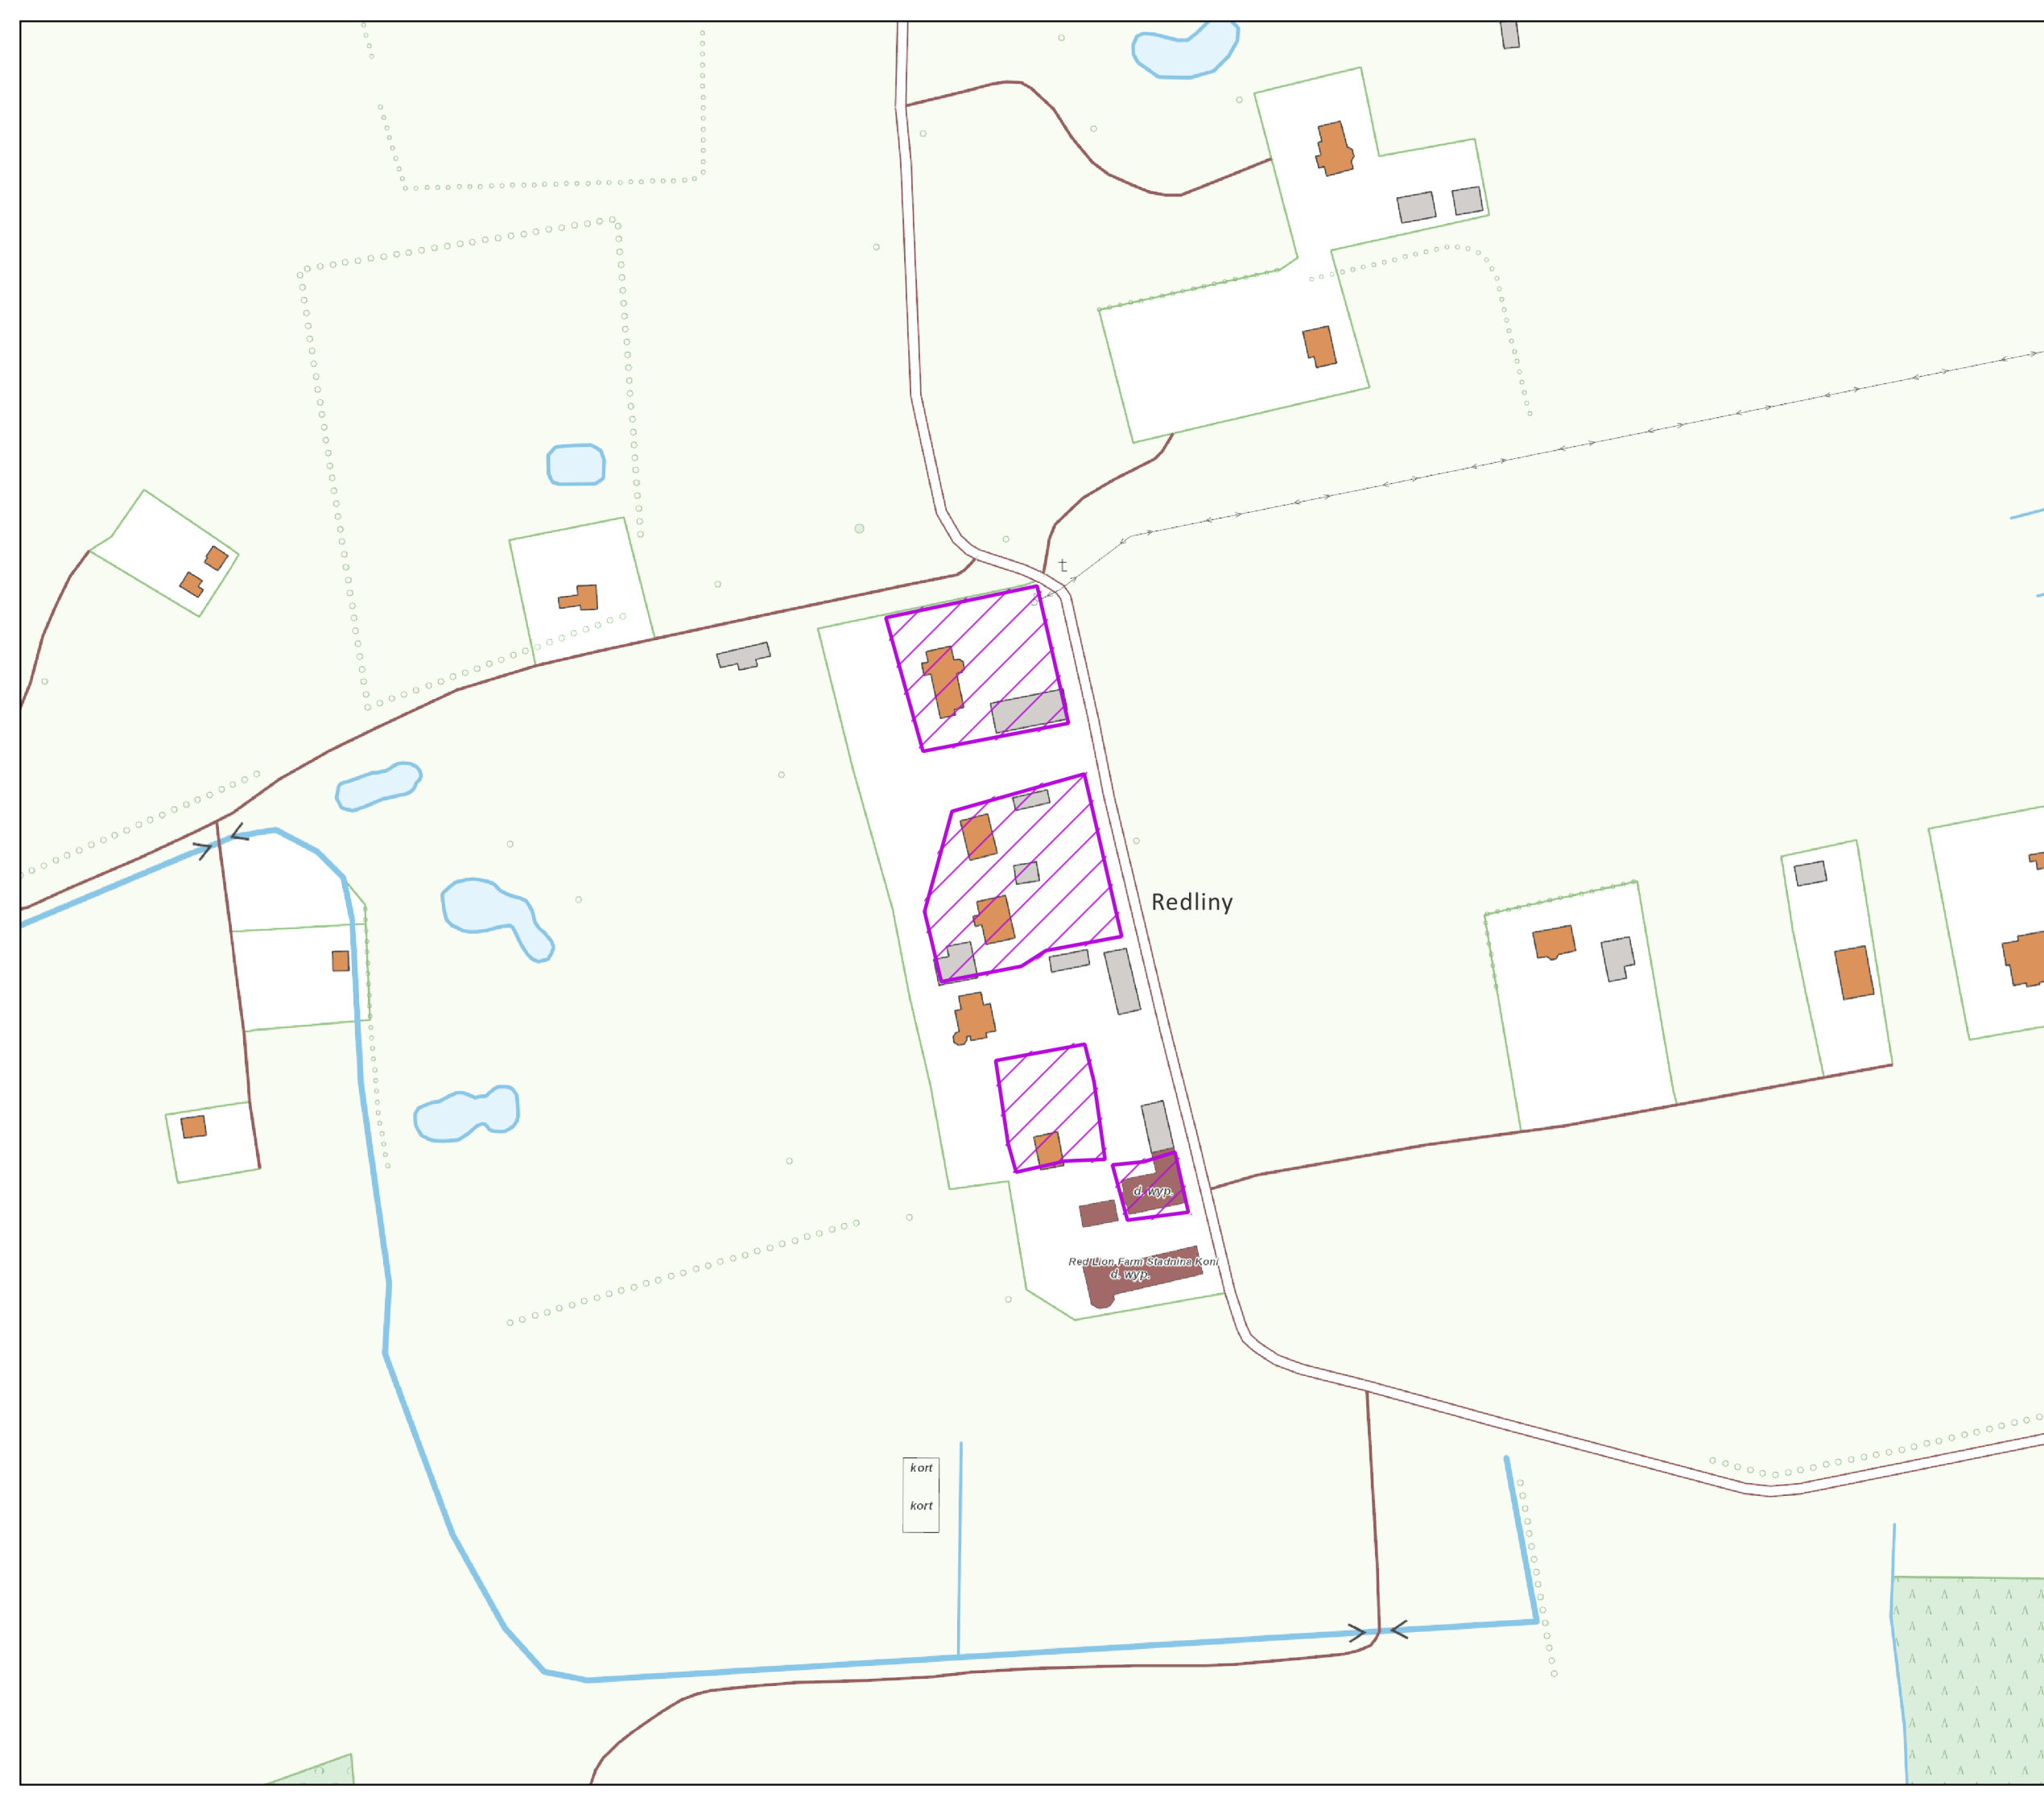 t
Redliny
d. wyp.
Red Lion Farm Stadnina Koni
d. wyp.
kort
kort